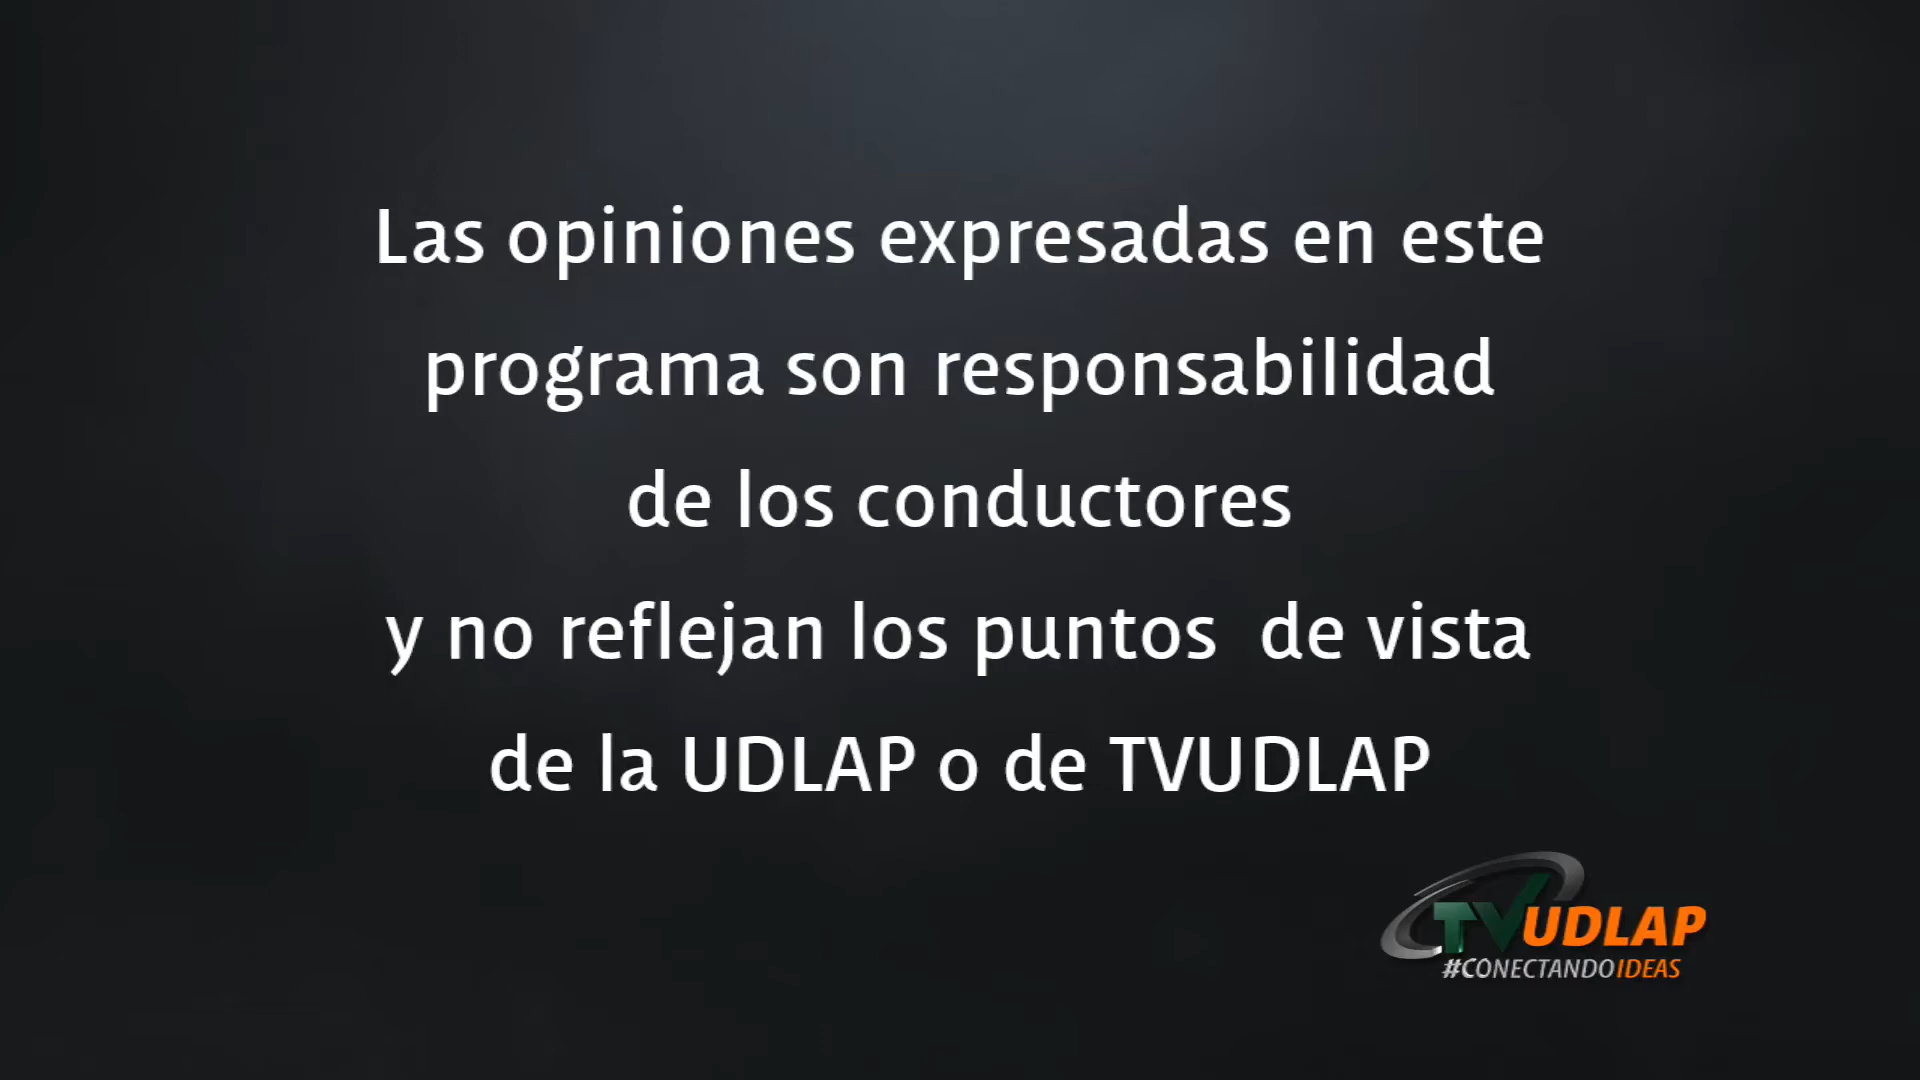 Las opiniones expresadas en este
programa son responsabilidad
de los conductores
y no reflejan los puntos  de vista
de la UDLAP o de TVUDLAP
TVUDLAP
#CONECTANDOIDEAS